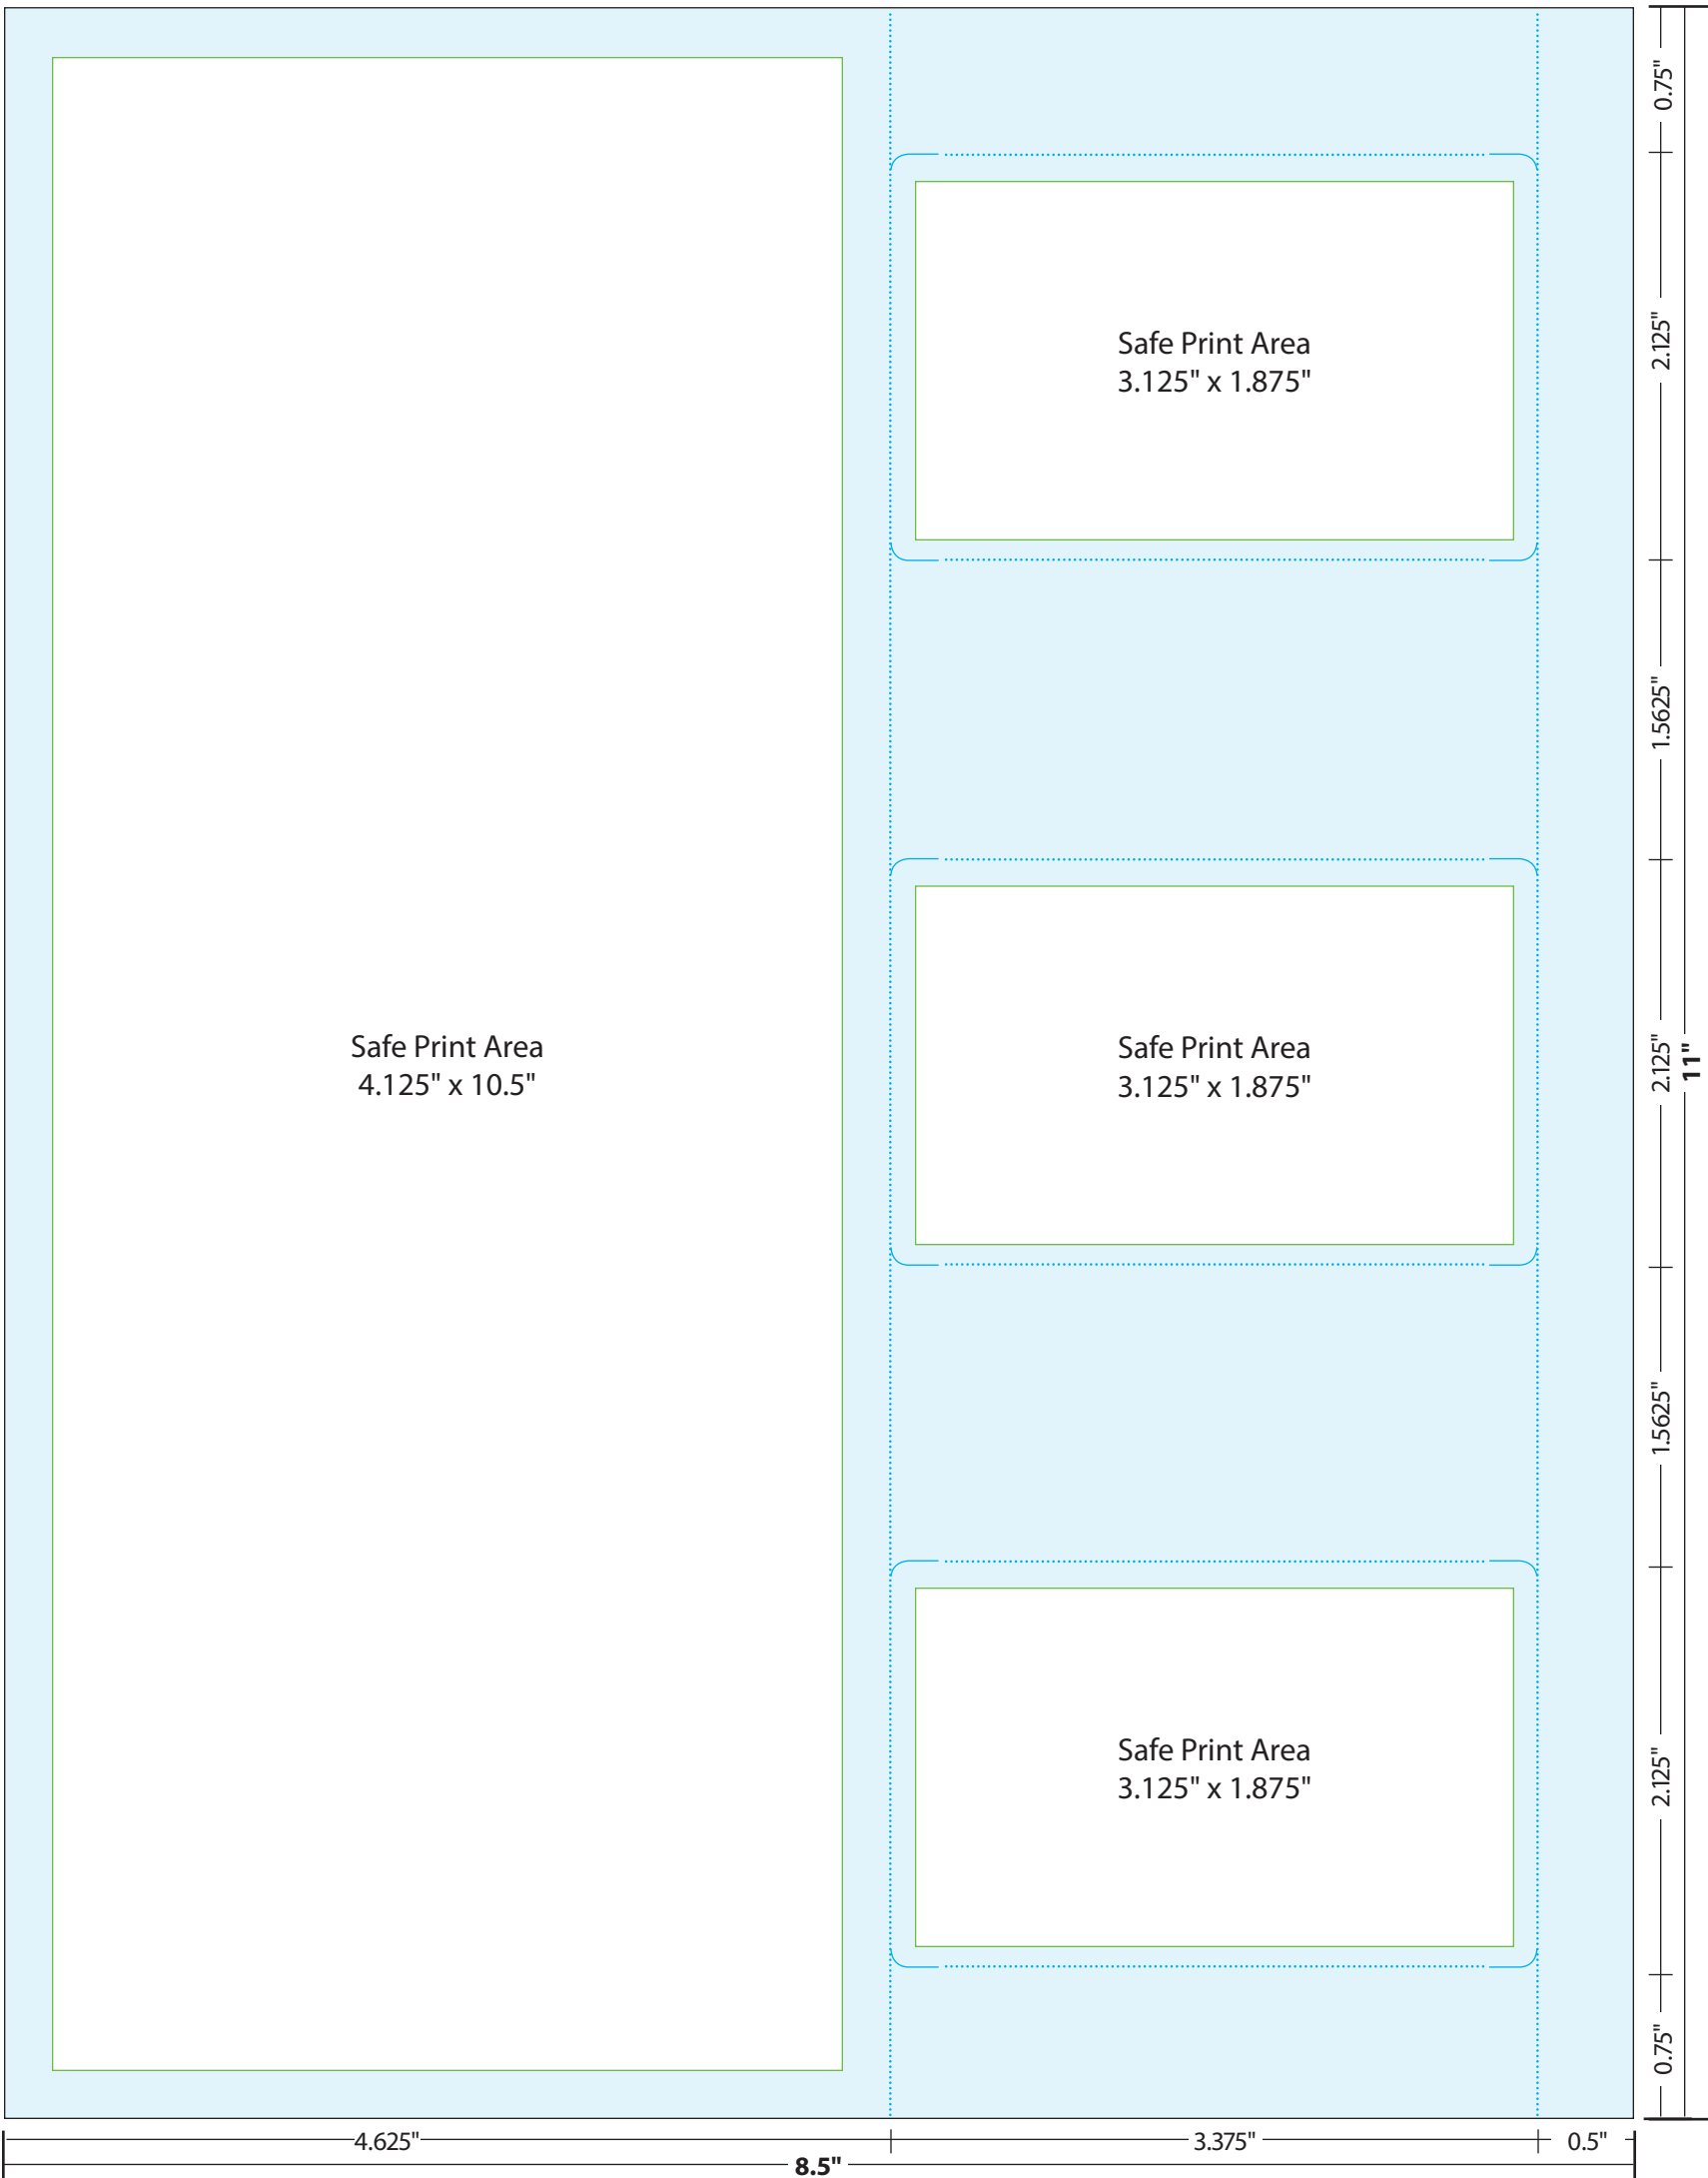 Safe Print Area
4.125" x 10.5"
Safe Print Area
3.125" x 1.875"
Safe Print Area
3.125" x 1.875"
Safe Print Area
3.125" x 1.875"
0.75"
2.125"
1.5625"
2.125"
1.5625"
2.125"
0.75"
11"
4.625"
3.375"
0.5"
8.5"